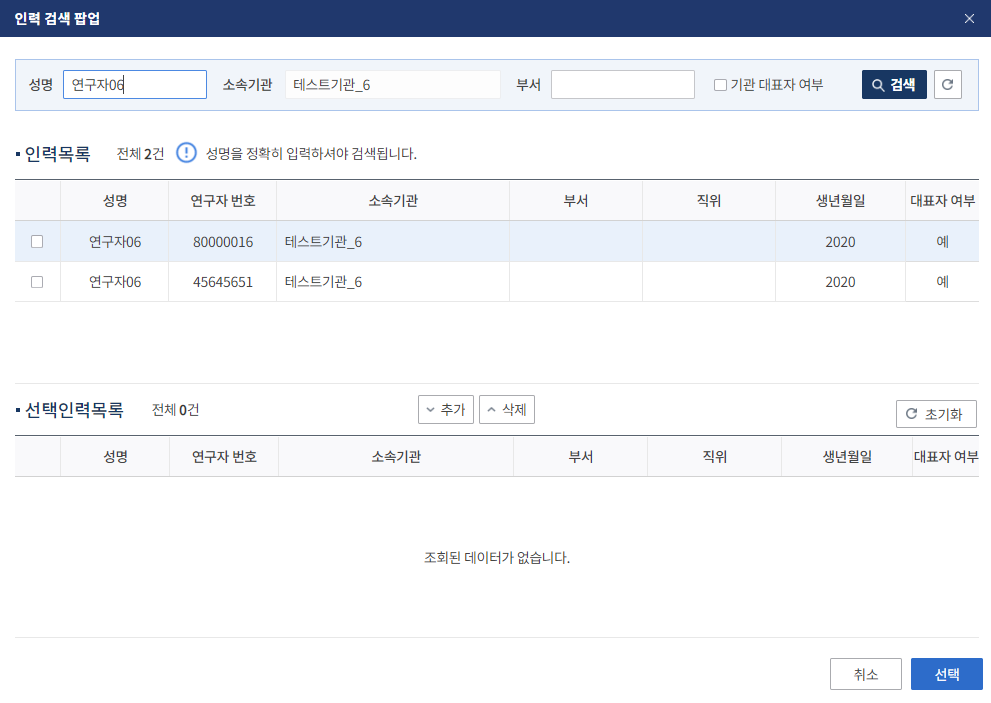 인력 검색 팝업
성명 연구자06 소속기관 테스트기관_6 부서 기관 대표자 여부 검색
인력목록 전체 2건 성명을 정확히 입력하셔야 검색됩니다.
성명 연구자 번호 소속기관 부서 직위 생년월일 대표자 여부
연구자06 80000016 테스트기관_6 2020 예
연구자06 45645651 테스트기관_6 2020 예
선택인력목록 전체 0건 추가 삭제 초기화
성명 연구자 번호 소속기관 부서 직위 생년월일 대표자 여부
조회된 데이터가 없습니다.
취소 선택